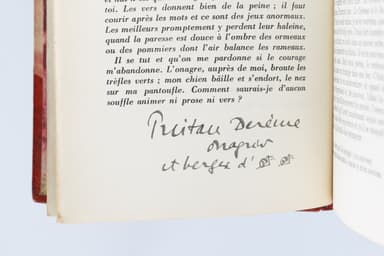 toi. Les vers donnent bien de la peine ; il faut
courir après les mots et ce sont des jeux anormaux.
Les meilleurs promptement y perdent leur haleine,
quand la paresse est douce à l'ombre des ormeaux
ou des pommiers dont l'air balance les rameaux.
Il se tut et qu'on me pardonne si le courage
m'abandonne. L'onagre, auprès de moi, broute les
trèfles verts ; mon chien bâille et s'endort, le nez
sur ma pantoufle. Comment saurais-je d'aucun
souffle animer ni prose ni vers ?
Tristan Derème
onagrier
et berger d'